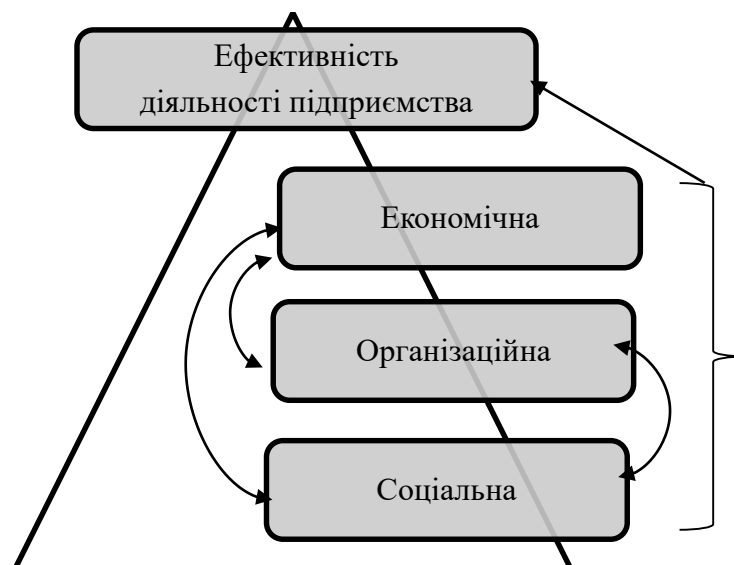 Ефективність
діяльності підприємства
Економічна
Організаційна
Соціальна